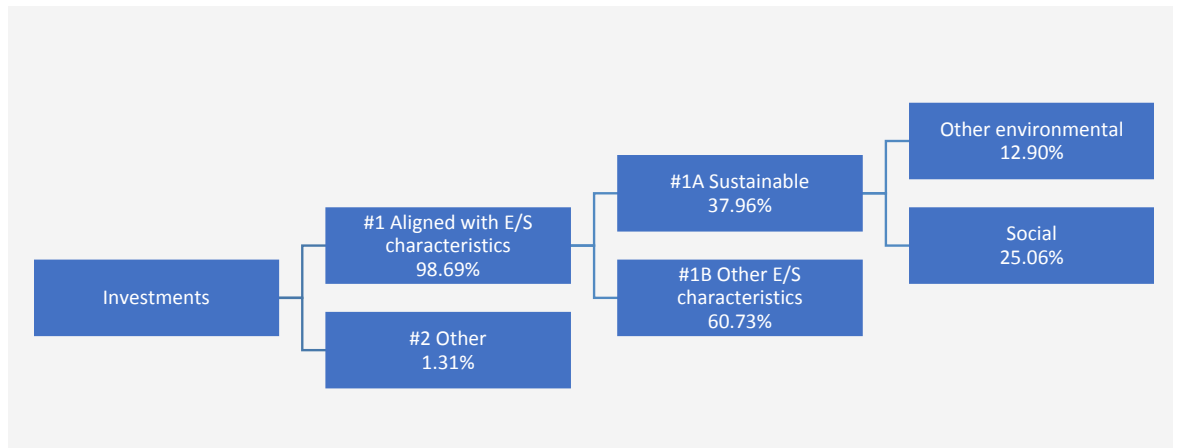 Investments
#1 Aligned with E/S
characteristics
98.69%
#2 Other
1.31%
#1A Sustainable
37.96%
#1B Other E/S
characteristics
60.73%
Other environmental
12.90%
Social
25.06%